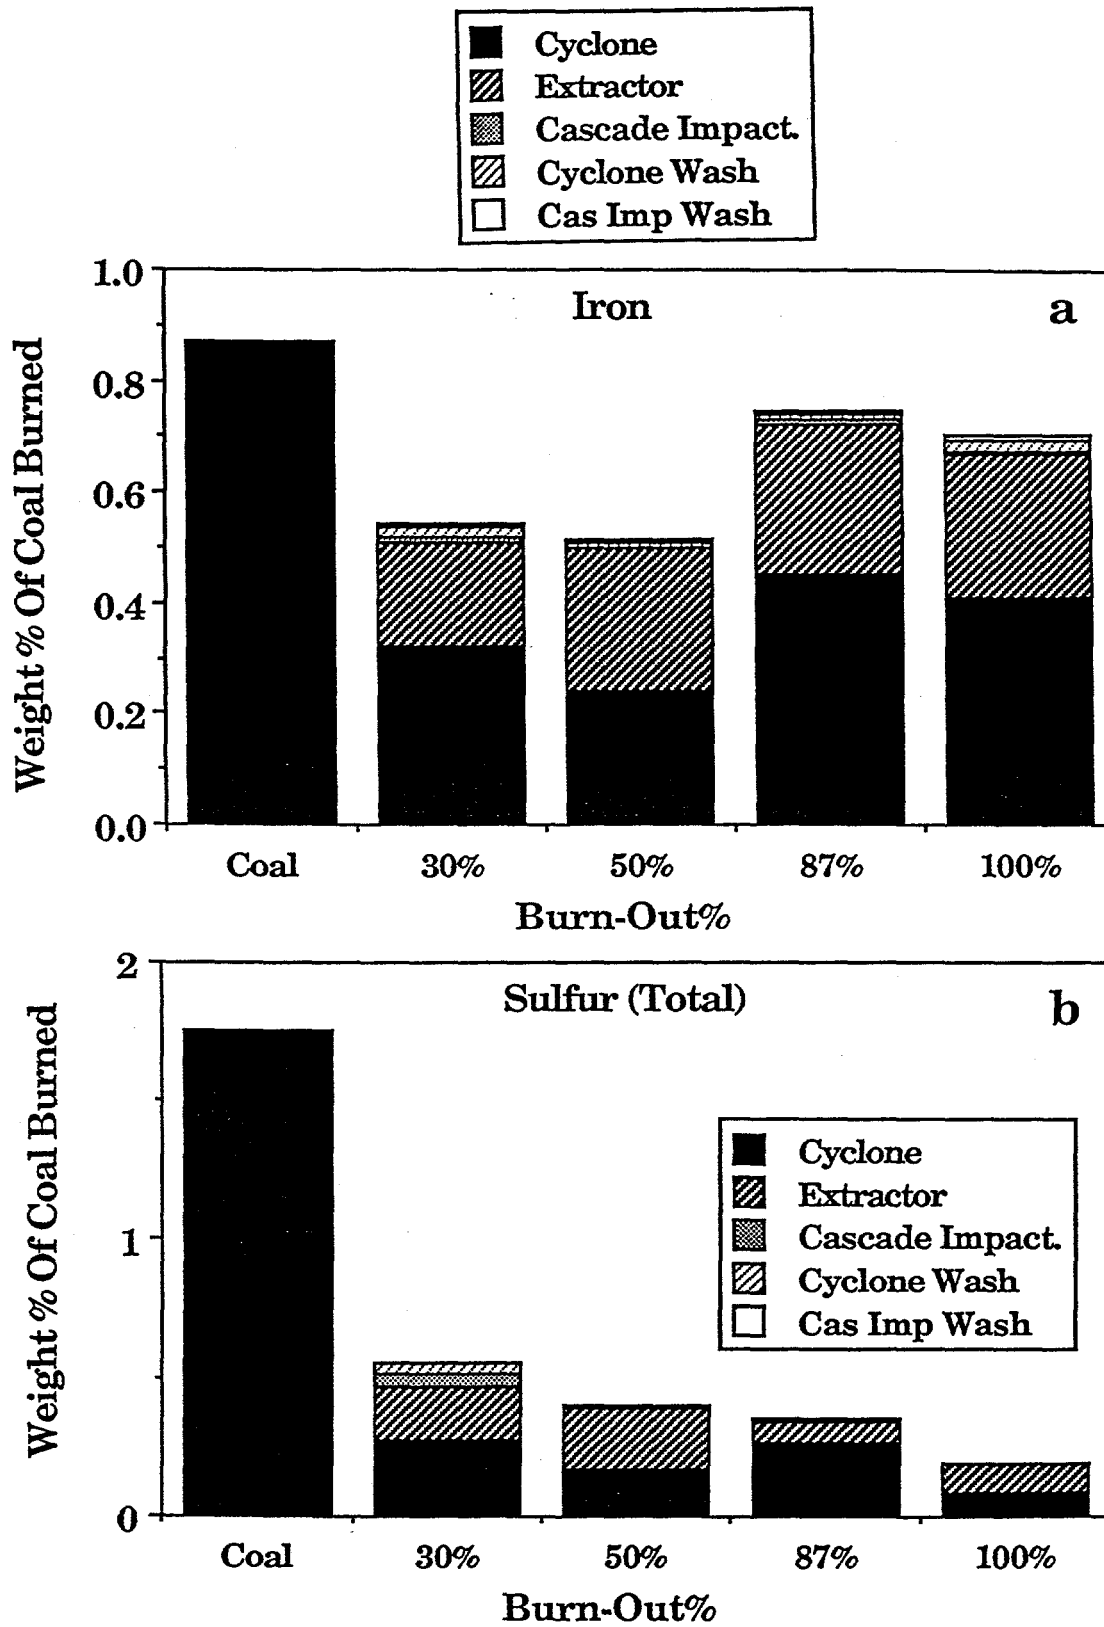 Cyclone
Extractor
Cascade Impact.
Cyclone Wash
Cas Imp Wash
Iron
a
Weight % Of Coal Burned
1.0
0.8
0.6
0.4
0.2
0.0
Coal 30% 50% 87% 100%
Burn-Out%
Sulfur (Total)
b
Weight % Of Coal Burned
2
1
0
Cyclone
Extractor
Cascade Impact.
Cyclone Wash
Cas Imp Wash
Coal 30% 50% 87% 100%
Burn-Out%